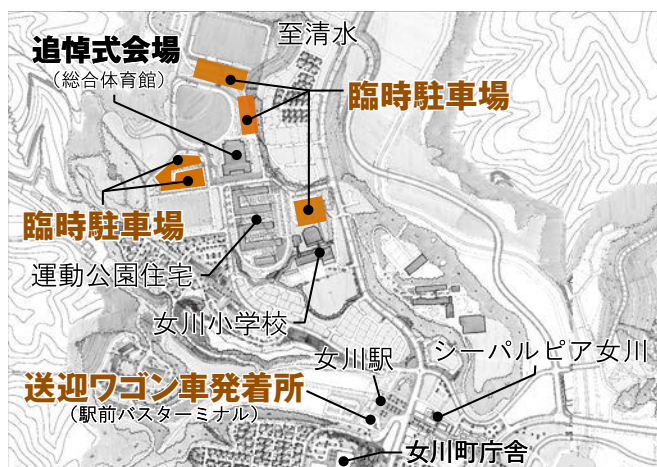 至清水
追悼式会場
（総合体育館）
臨時駐車場
臨時駐車場
運動公園住宅
女川小学校
女川駅
シーパルピア女川
送迎ワゴン車発着所
（駅前バスターミナル）
女川町庁舎